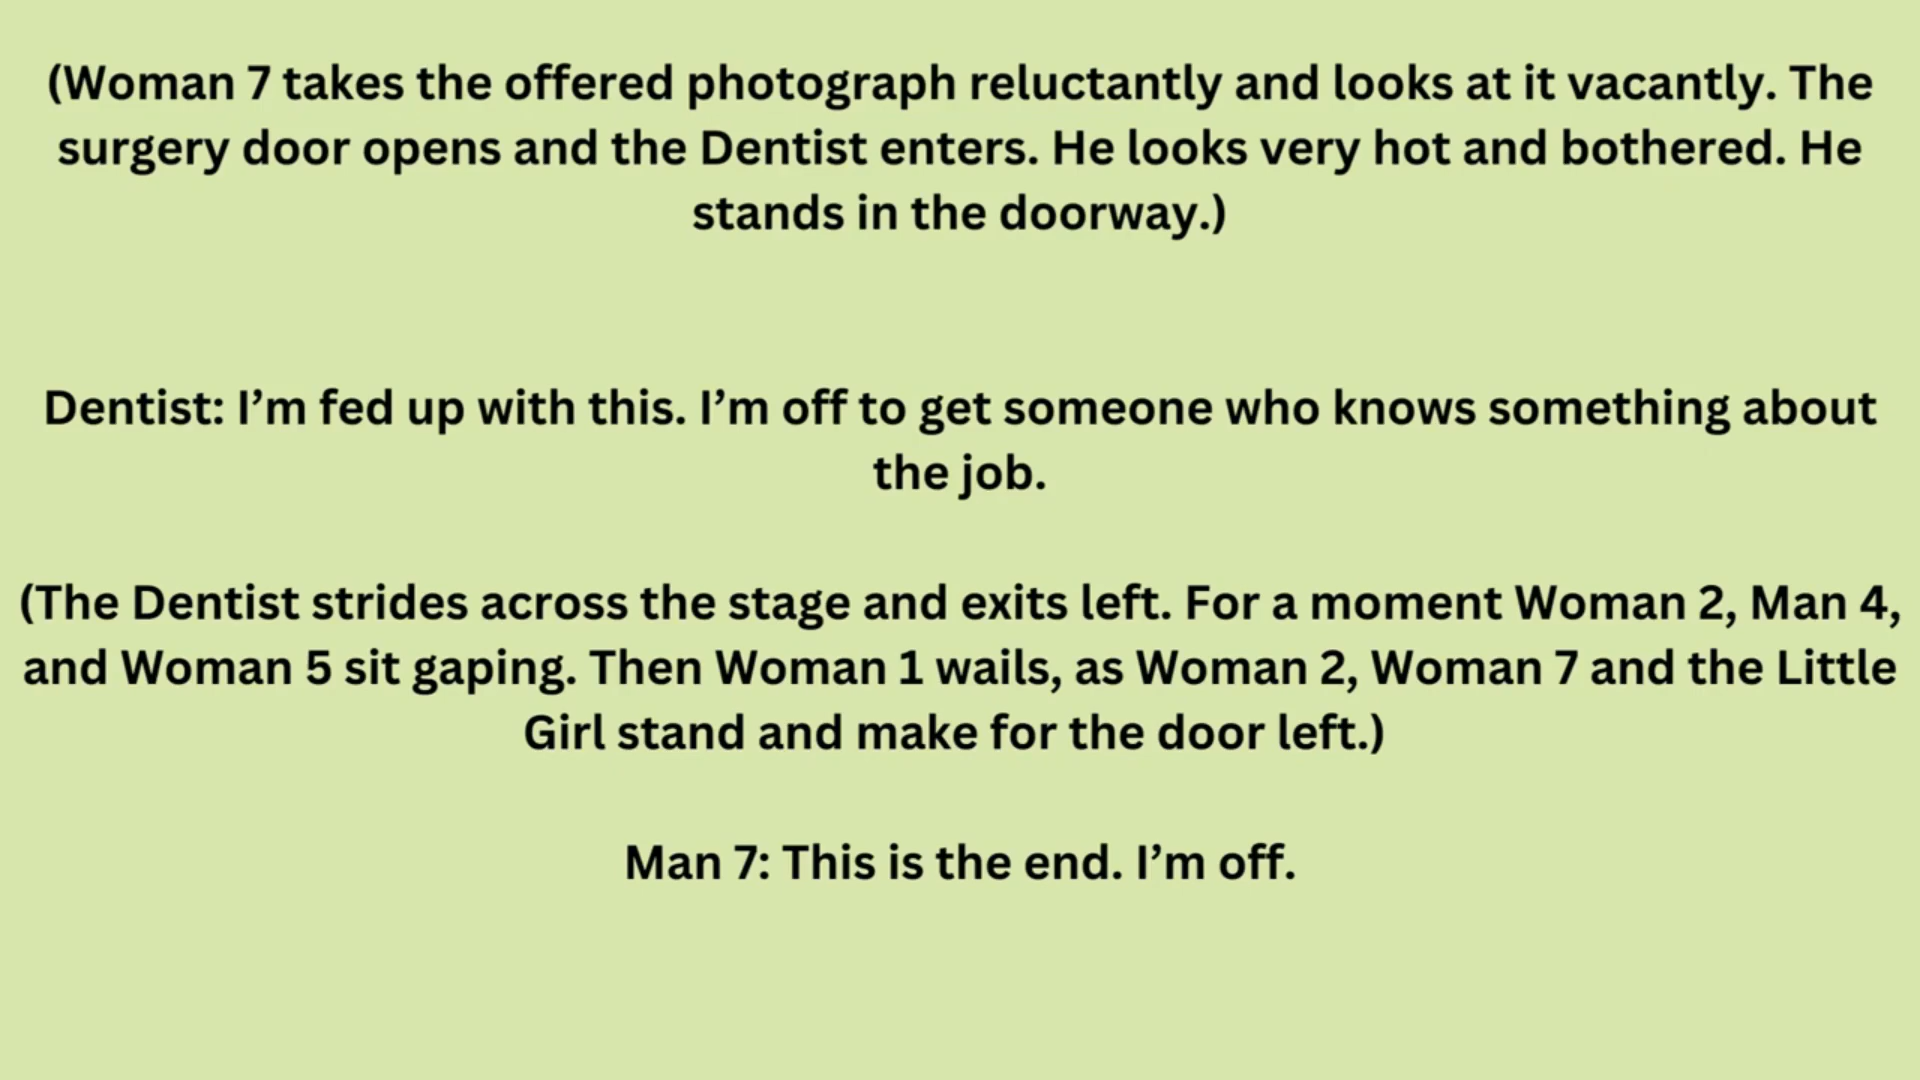 (Woman 7 takes the offered photograph reluctantly and looks at it vacantly. The
surgery door opens and the Dentist enters. He looks very hot and bothered. He
stands in the doorway.)
Dentist: I’m fed up with this. I’m off to get someone who knows something about
the job.
(The Dentist strides across the stage and exits left. For a moment Woman 2, Man 4,
and Woman 5 sit gaping. Then Woman 1 wails, as Woman 2, Woman 7 and the Little
Girl stand and make for the door left.)
Man 7: This is the end. I’m off.